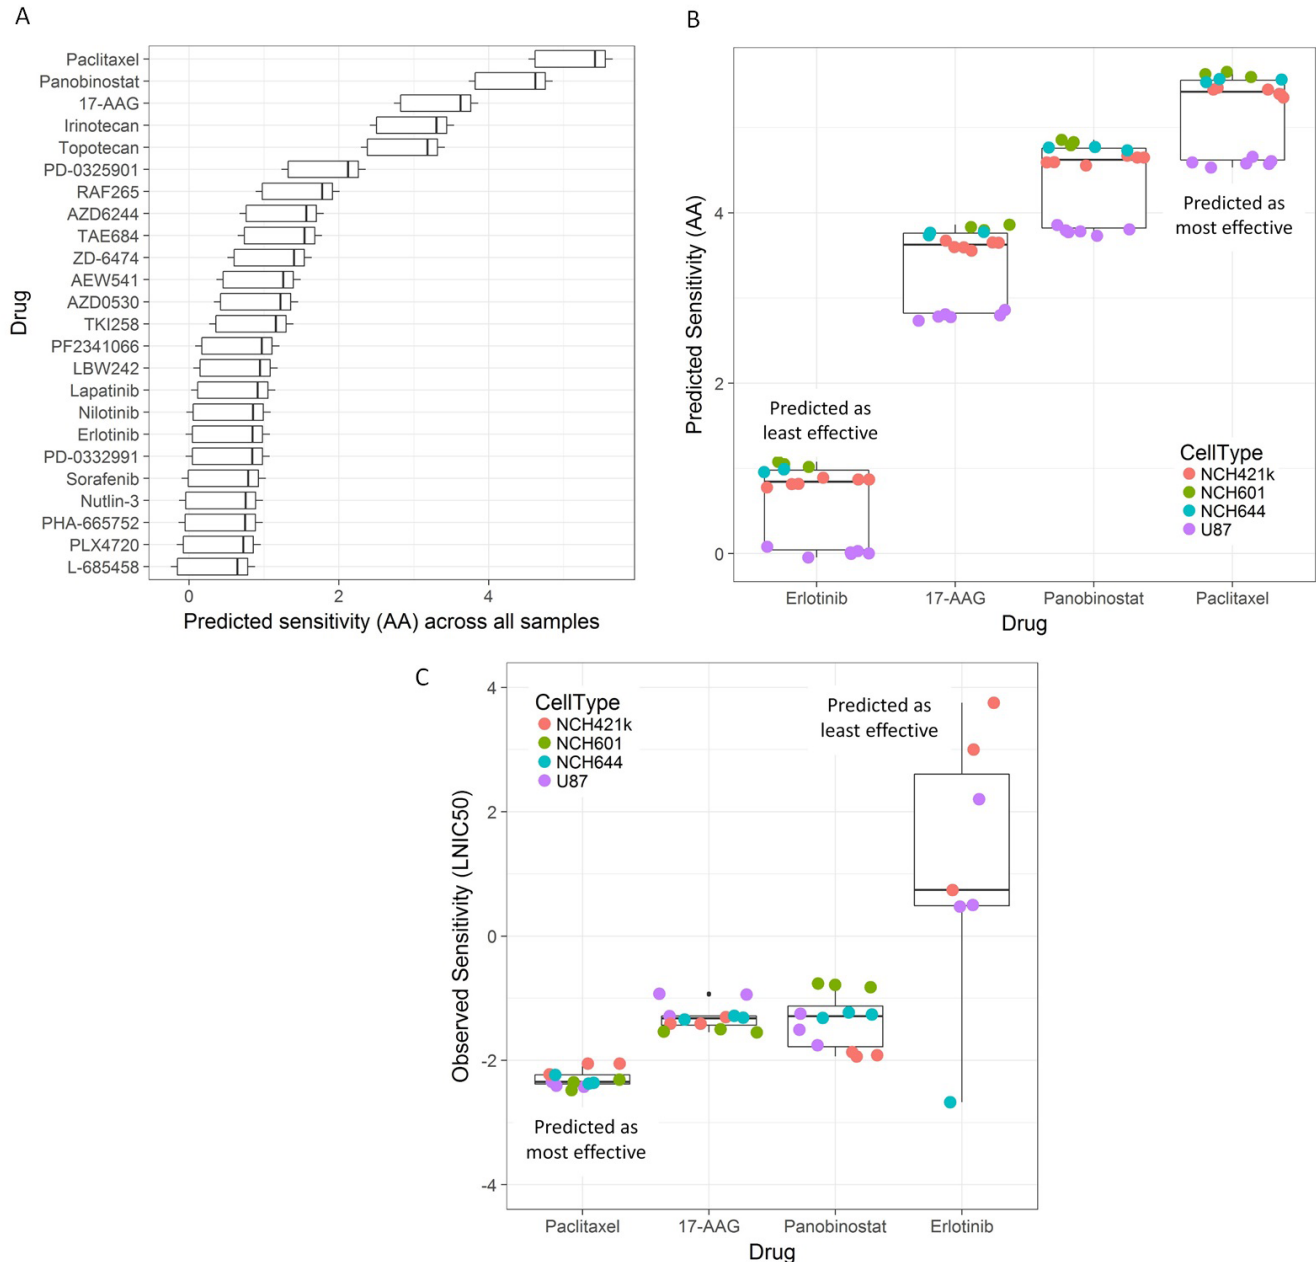 A
Paclitaxel
Panobinostat
17-AAG
Irinotecan
Topotecan
PD-0325901
RAF265
AZD6244
TAE684
ZD-6474
AEW541
AZD0530
TKI258
PF2341066
LBW242
Lapatinib
Nilotinib
Erlotinib
PD-0332991
Sorafenib
Nutlin-3
PHA-665752
PLX4720
L-685458
Drug
0 2 4
Predicted sensitivity (AA) across all samples
B
Predicted Sensitivity (AA)
4
2
0
Predicted as
most effective
Predicted as
least effective
CellType
NCH421k
NCH601
NCH644
U87
Erlotinib 17-AAG Panobinostat Paclitaxel
Drug
C
Observed Sensitivity (LNIC50)
4
2
0
-2
-4
CellType
NCH421k
NCH601
NCH644
U87
Predicted as
least effective
Predicted as
most effective
Paclitaxel 17-AAG Panobinostat Erlotinib
Drug